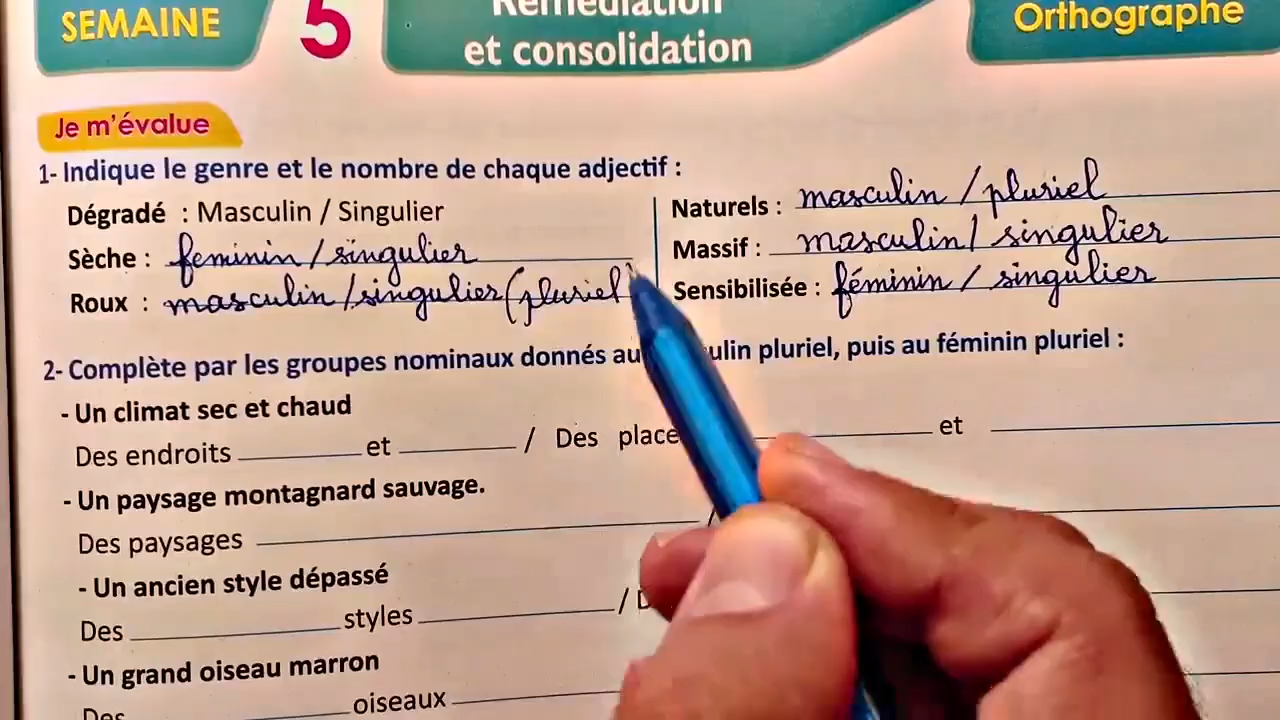 SEMAINE 5 Remédiation et consolidation Orthographe
Je m'évalue
1- Indique le genre et le nombre de chaque adjectif :
Dégradé : Masculin / Singulier
Sèche : feminin / singulier
Roux : masculin / singulier (pluriel)
Naturels : masculin / pluriel
Massif : masculin / singulier
Sensibilisée : féminin / singulier
2- Complète par les groupes nominaux donnés au pluriel, puis au féminin pluriel :
- Un climat sec et chaud
Des endroits et / Des et
- Un paysage montagnard sauvage.
Des paysages /
- Un ancien style dépassé
Des styles /
- Un grand oiseau marron
Des oiseaux